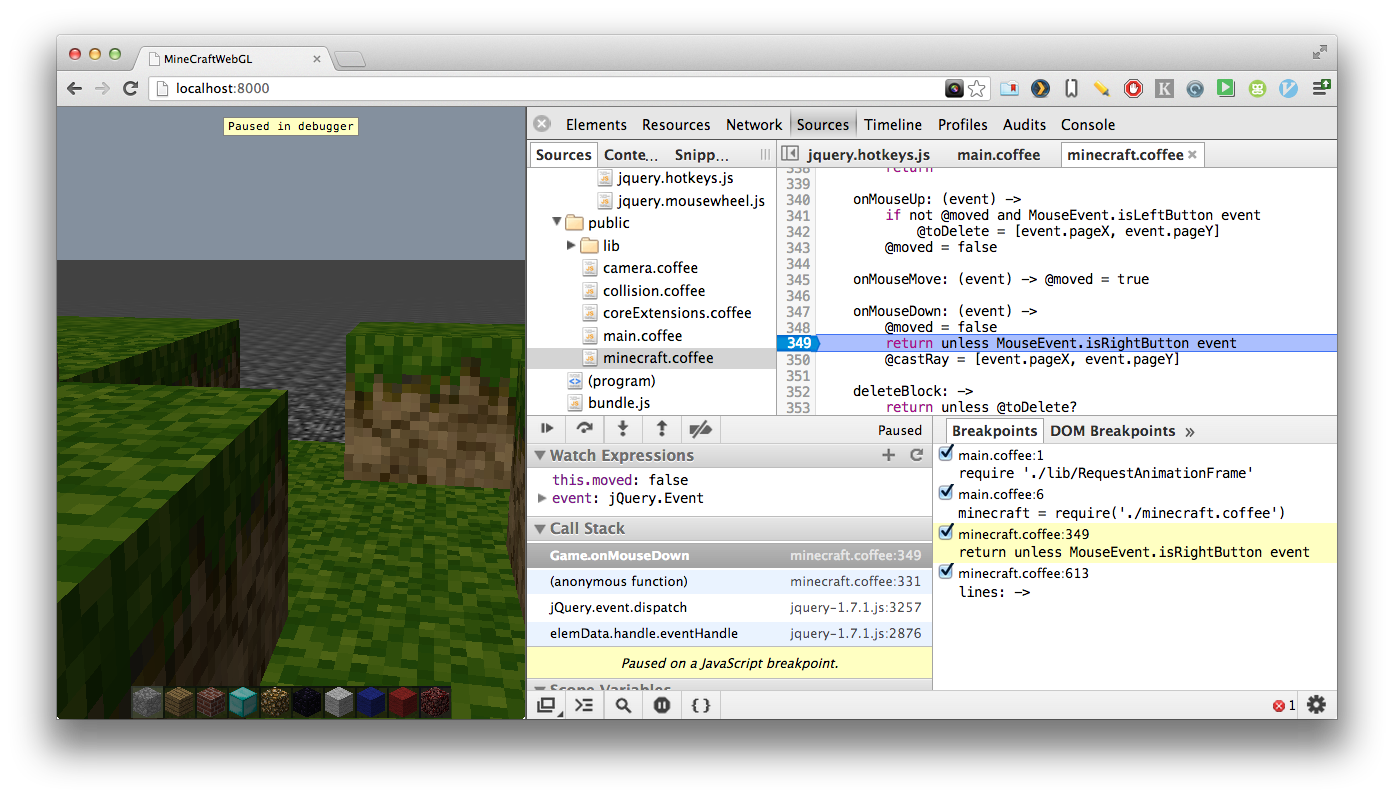 MineCraftWebGL
localhost:8000
Paused in debugger
Elements Resources Network Sources Timeline Profiles Audits Console
Sources Conte... Snipp...
jquery.hotkeys.js main.coffee minecraft.coffee
jquery.hotkeys.js
jquery.mousewheel.js
public
lib
camera.coffee
collision.coffee
coreExtensions.coffee
main.coffee
minecraft.coffee
(program)
bundle.js
338 return
339
340 onMouseUp: (event) ->
341 if not @moved and MouseEvent.isLeftButton event
342 @toDelete = [event.pageX, event.pageY]
343 @moved = false
344
345 onMouseMove: (event) -> @moved = true
346
347 onMouseDown: (event) ->
348 @moved = false
349 return unless MouseEvent.isRightButton event
350 @castRay = [event.pageX, event.pageY]
351
352 deleteBlock: ->
353 return unless @toDelete?
Paused
Watch Expressions
this.moved: false
event: jQuery.Event
Call Stack
Game.onMouseDown minecraft.coffee:349
(anonymous function) minecraft.coffee:331
jQuery.event.dispatch jquery-1.7.1.js:3257
elemData.handle.eventHandle jquery-1.7.1.js:2876
Paused on a JavaScript breakpoint.
Scope Variables
Breakpoints DOM Breakpoints »
main.coffee:1
require './lib/RequestAnimationFrame'
main.coffee:6
minecraft = require('./minecraft.coffee')
minecraft.coffee:349
return unless MouseEvent.isRightButton event
minecraft.coffee:613
lines: ->
{ }
1